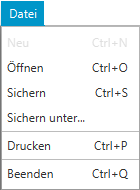 Datei
Neu Ctrl+N
Öffnen Ctrl+O
Sichern Ctrl+S
Sichern unter...
Drucken Ctrl+P
Beenden Ctrl+Q